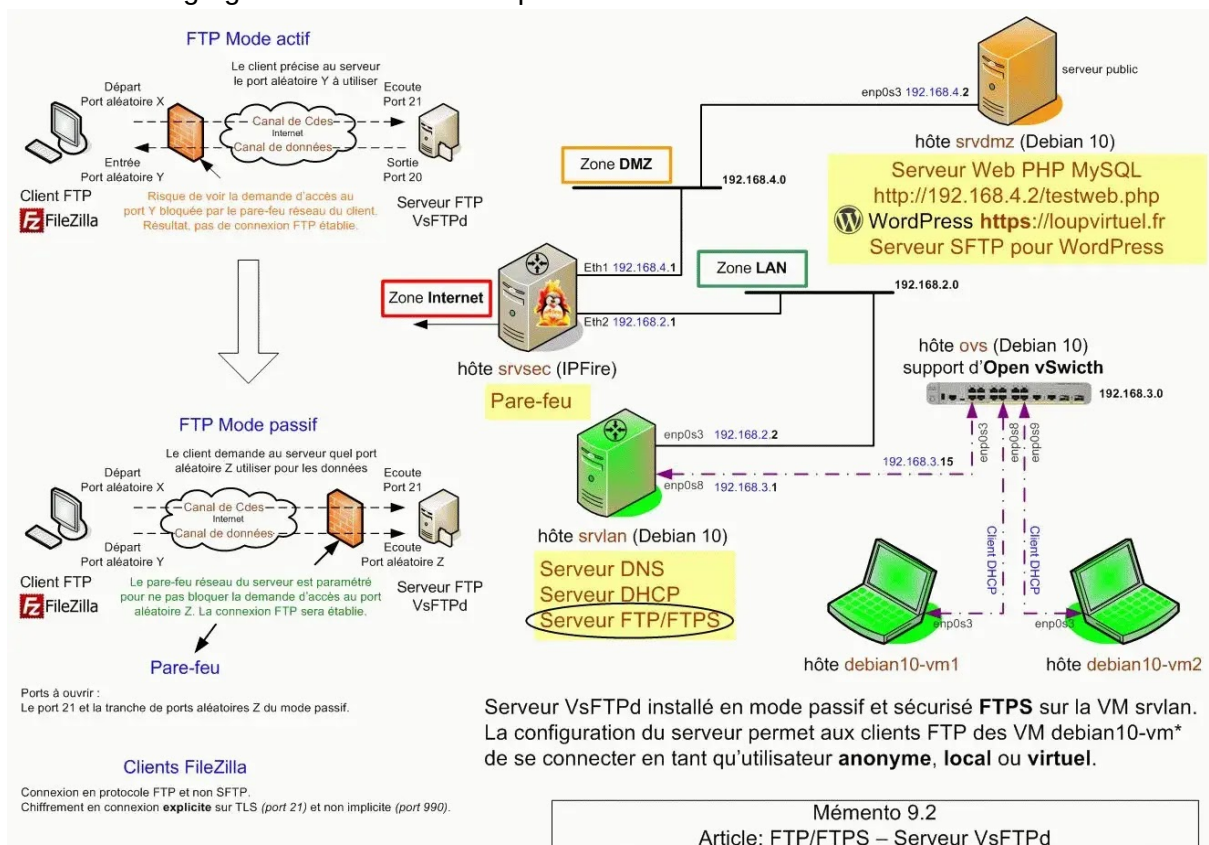 FTP Mode actif
Le client précise au serveur
le port aléatoire Y à utiliser
Départ
Port aléatoire X
Ecoute
Port 21
Canal de Cdes
Internet
Canal de données
Entrée
Port aléatoire Y
Sortie
Port 20
Client FTP
FileZilla
Risque de voir la demande d'accès au
port Y bloquée par le pare-feu réseau du client.
Résultat, pas de connexion FTP établie.
Serveur FTP
VsFTPd
FTP Mode passif
Le client demande au serveur quel port
aléatoire Z utiliser pour les données
Départ
Port aléatoire X
Ecoute
Port 21
Canal de Cdes
Internet
Canal de données
Départ
Port aléatoire Y
Ecoute
Port aléatoire Z
Client FTP
FileZilla
Le pare-feu réseau du serveur est paramétré
pour ne pas bloquer la demande d'accès au port
aléatoire Z. La connexion FTP sera établie.
Serveur FTP
VsFTPd
Pare-feu
Ports à ouvrir :
Le port 21 et la tranche de ports aléatoires Z du mode passif.
Clients FileZilla
Connexion en protocole FTP et non SFTP.
Chiffrement en connexion explicite sur TLS (port 21) et non implicite (port 990).
serveur public
enp0s3 192.168.4.2
hôte srvdmz (Debian 10)
Serveur Web PHP MySQL
http://192.168.4.2/testweb.php
WordPress https://loupvirtuel.fr
Serveur SFTP pour WordPress
Zone DMZ
192.168.4.0
Eth1 192.168.4.1
Zone LAN
192.168.2.0
Zone Internet
Eth2 192.168.2.1
hôte srvsec (IPFire)
Pare-feu
hôte ovs (Debian 10)
support d'Open vSwicth
192.168.3.0
enp0s3
enp0s8
enp0s9
enp0s3 192.168.2.2
192.168.3.15
enp0s8 192.168.3.1
hôte srvlan (Debian 10)
Serveur DNS
Serveur DHCP
Serveur FTP/FTPS
Client DHCP
Client DHCP
enp0s3
enp0s3
hôte debian10-vm1
hôte debian10-vm2
Serveur VsFTPd installé en mode passif et sécurisé FTPS sur la VM srvlan.
La configuration du serveur permet aux clients FTP des VM debian10-vm*
de se connecter en tant qu'utilisateur anonyme, local ou virtuel.
Mémento 9.2
Article: FTP/FTPS – Serveur VsFTPd